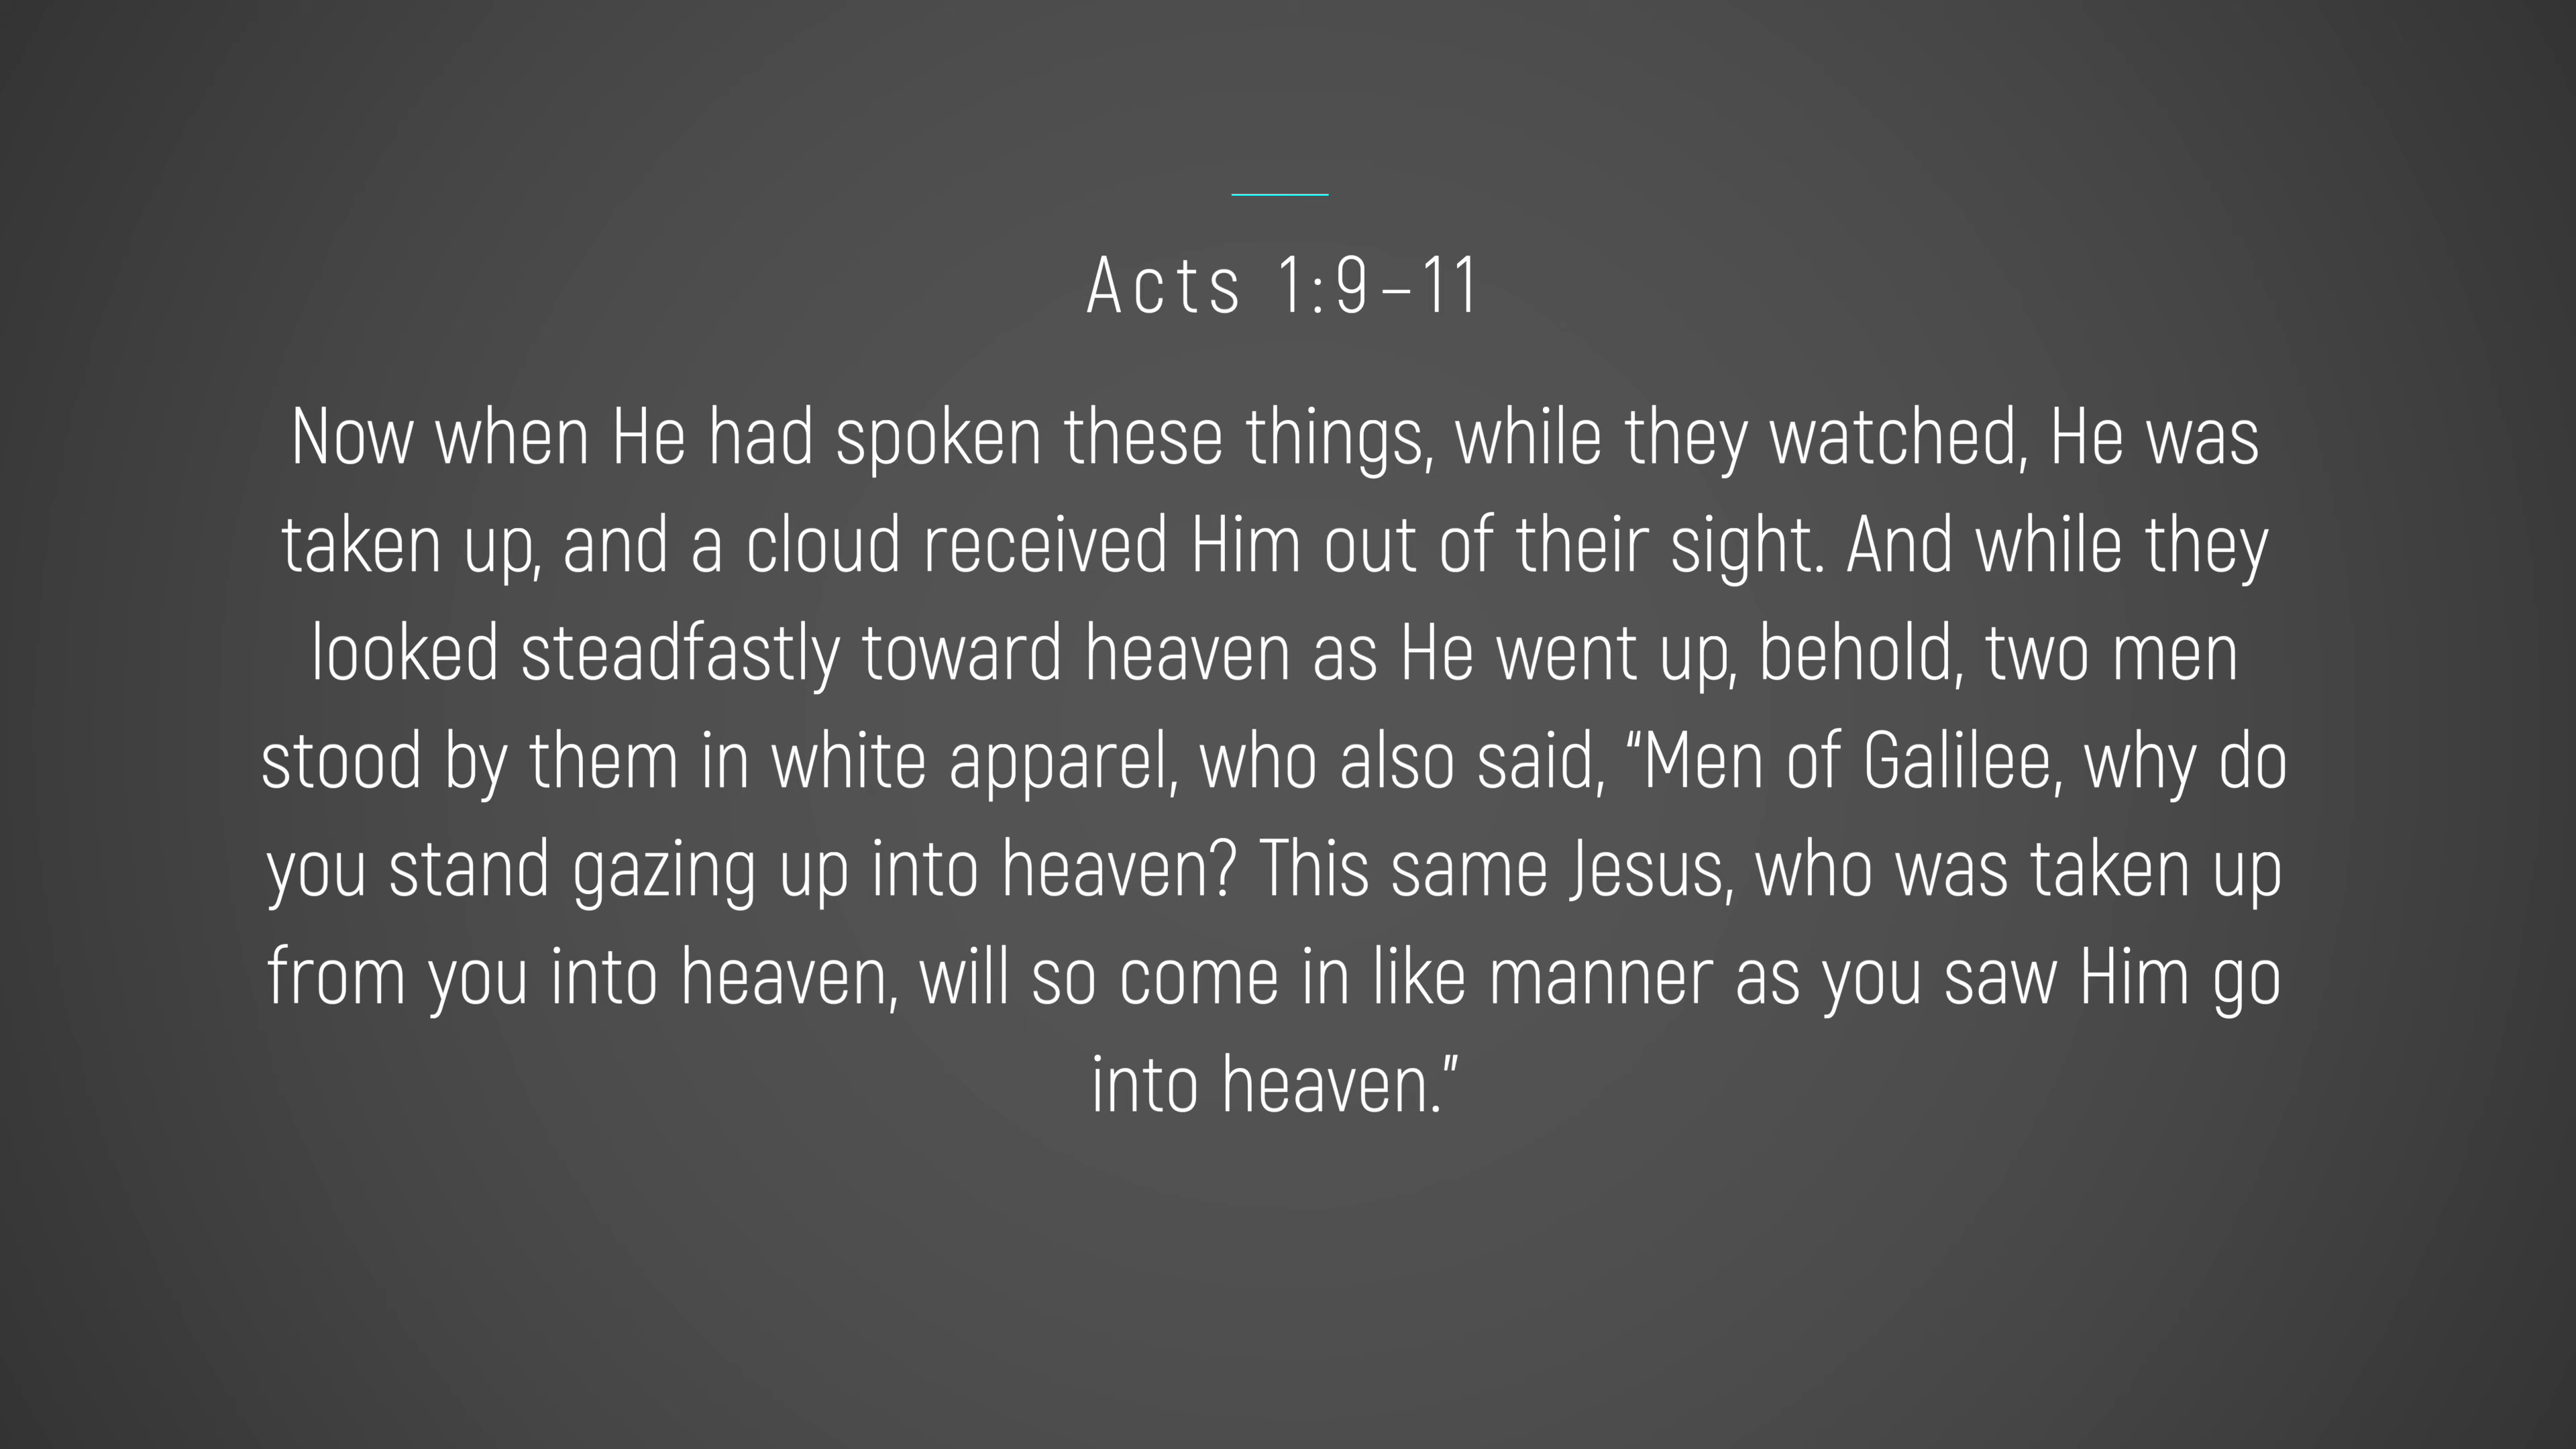 Acts 1:9–11
Now when He had spoken these things, while they watched, He was
taken up, and a cloud received Him out of their sight. And while they
looked steadfastly toward heaven as He went up, behold, two men
stood by them in white apparel, who also said, “Men of Galilee, why do
you stand gazing up into heaven? This same Jesus, who was taken up
from you into heaven, will so come in like manner as you saw Him go
into heaven.”